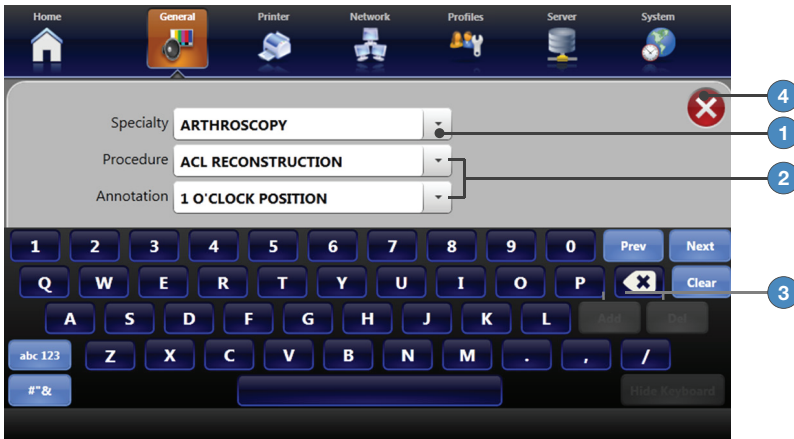 Home General Printer Network Profiles Server System
4
Specialty ARTHROSCOPY
1
Procedure ACL RECONSTRUCTION
2
Annotation 1 O'CLOCK POSITION
1 2 3 4 5 6 7 8 9 0 Prev Next
Q W E R T Y U I O P Clear
3
A S D F G H J K L Add Del
abc 123 Z X C V B N M . , /
#"& Hide Keyboard